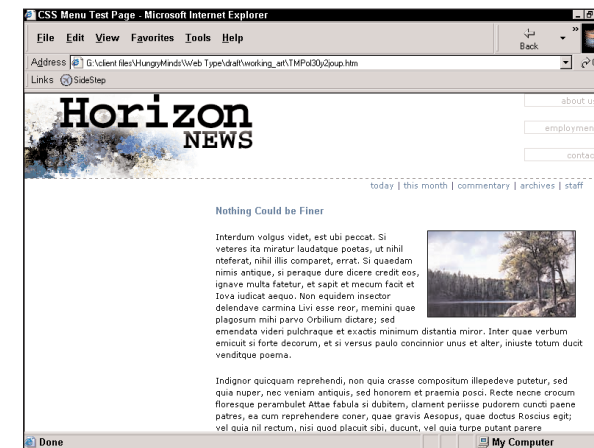 CSS Menu Test Page - Microsoft Internet Explorer
File Edit View Favorites Tools Help
Back
»
Address G:\client files\HungryMinds\Web Type\draft\working_art\TMPol30y2joup.htm
Links SideStep
Horizon
NEWS
about us
employmen
contac
today | this month | commentary | archives | staff
Nothing Could be Finer
Interdum volgus videt, est ubi peccat. Si
veteres ita miratur laudatque poetas, ut nihil
nteferat, nihil illis comparet, errat. Si quaedam
nimis antique, si peraque dure dicere credit eos,
ignave multa fatetur, et sapit et mecum facit et
Iova iudicat aequo. Non equidem insector
delendave carmina Livi esse reor, memini quae
plagosum mihi parvo Orbilium dictare; sed
emendata videri pulchraque et exactis minimum distantia miror. Inter quae verbum
emicuit si forte decorum, et si versus paulo concinnior unus et alter, iniuste totum ducit
venditque poema.
Indignor quicquam reprehendi, non quia crasse compositum illepedeve putetur, sed
quia nuper, nec veniam antiquis, sed honorem et praemia posci. Recte necne crocum
floresque perambulet Attae fabula si dubitem, clament periisse pudorem cuncti paene
patres, ea cum reprehendere coner, quae gravis Aesopus, quae doctus Roscius egit;
vel quia nil rectum, nisi quod placuit sibi, ducunt, vel quia turpe putant parere
Done
My Computer